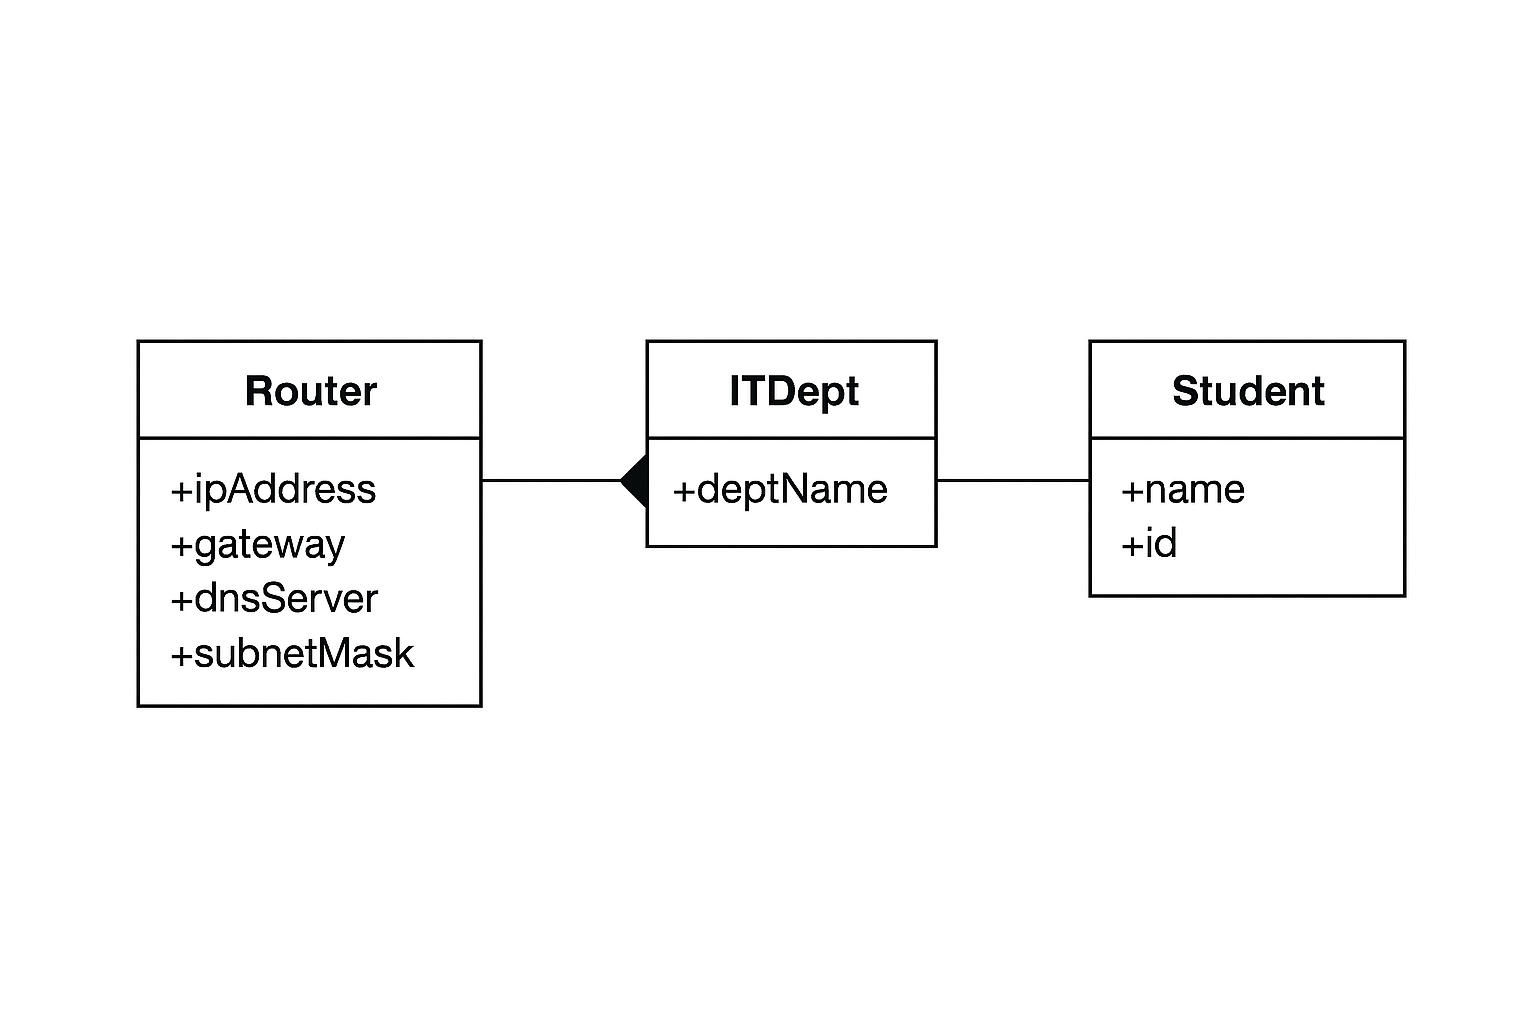 Router
+ipAddress
+gateway
+dnsServer
+subnetMask
ITDept
+deptName
Student
+name
+id